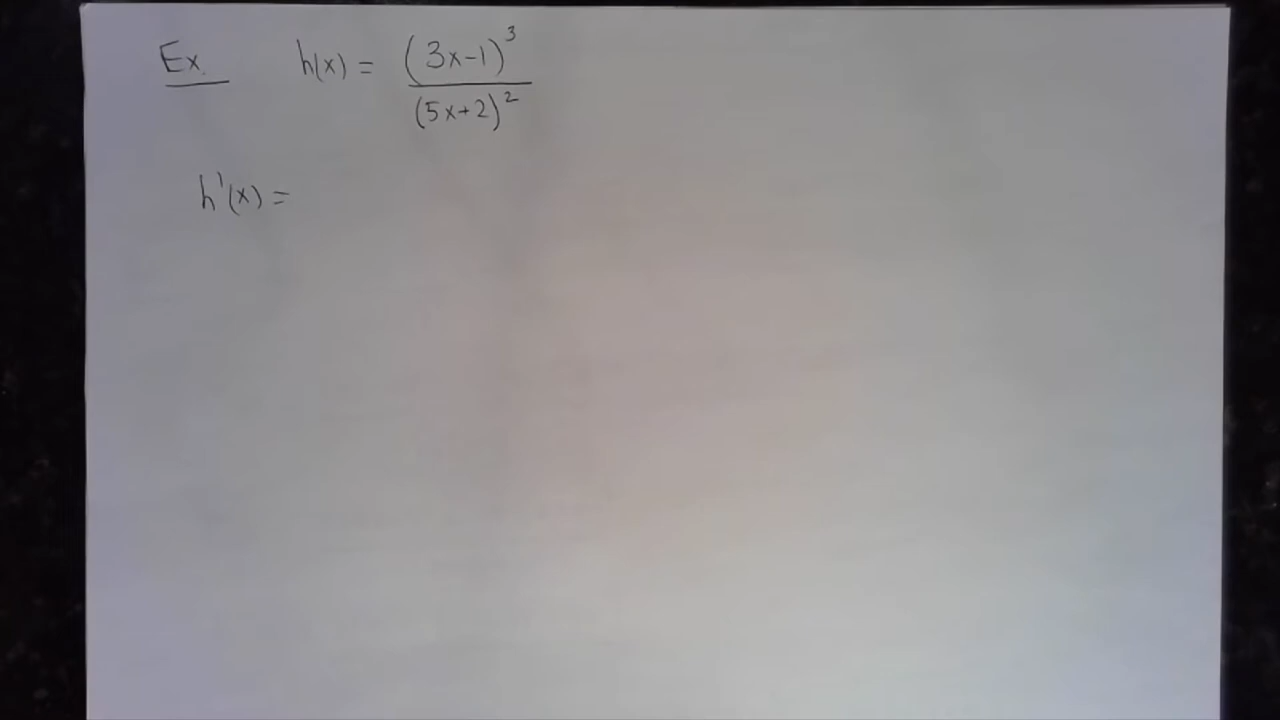 Ex. h(x) = (3x-1)³ / (5x+2)²
h'(x) =